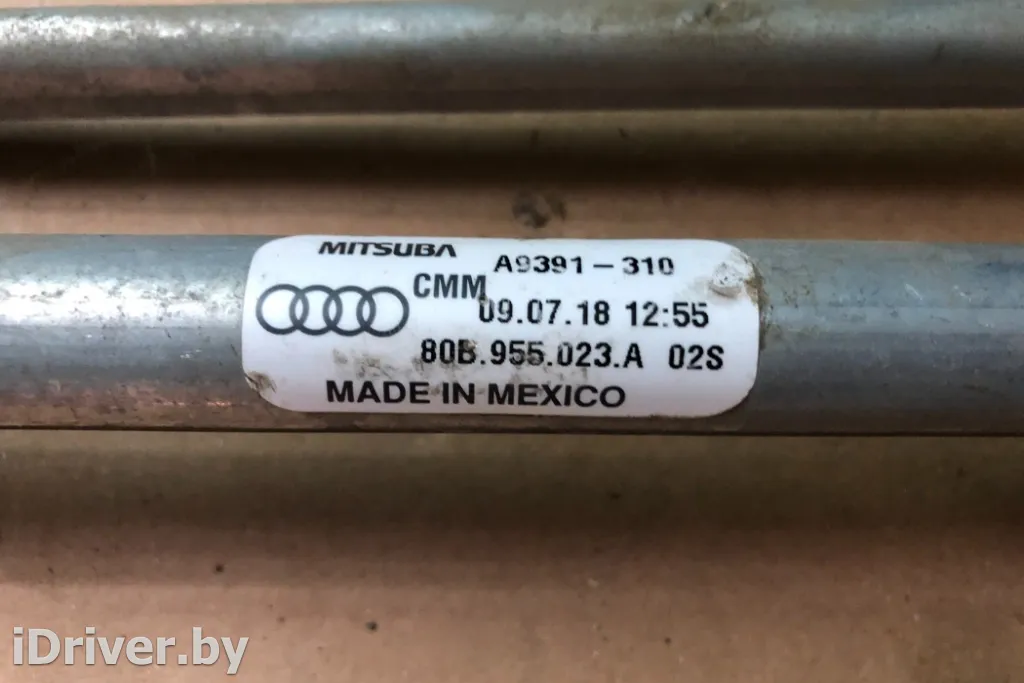 MITSUBA A9391-310
CMM
09.07.18 12:55
80B.955.023.A 02S
MADE IN MEXICO
iDriver.by